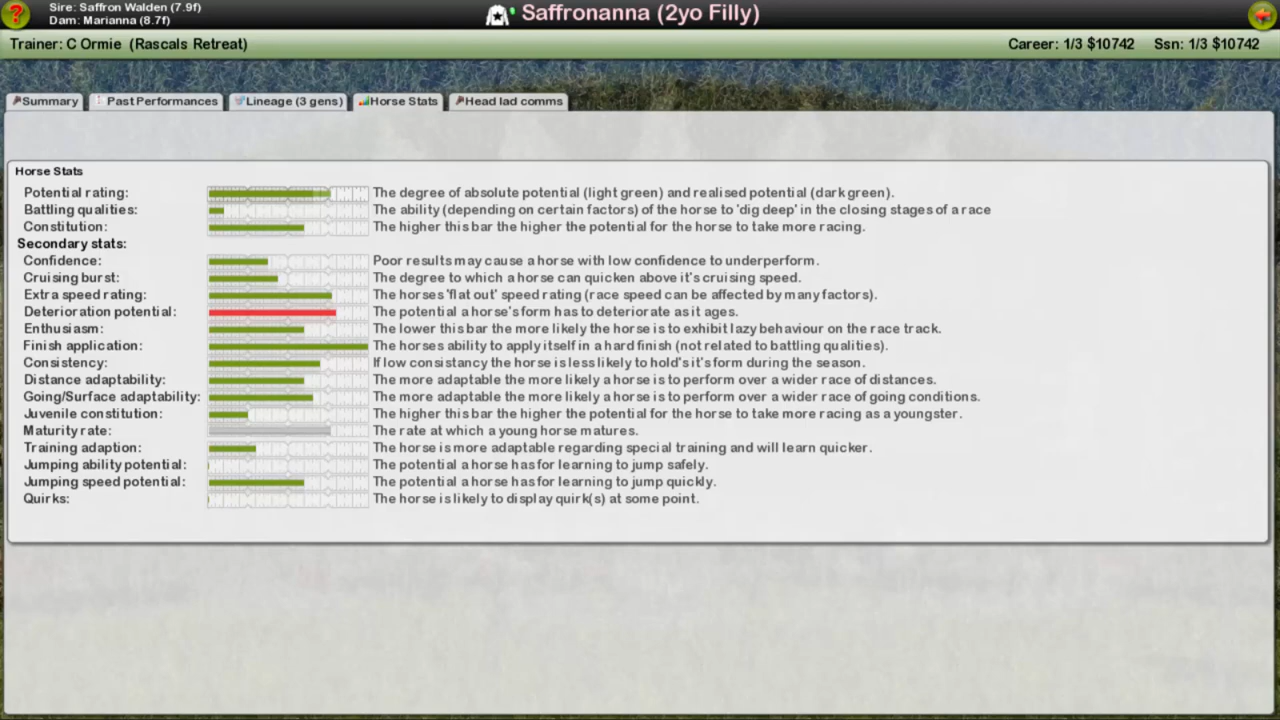 ?
Sire: Saffron Walden (7.9f)
Dam: Marianna (8.7f)
Saffronanna (2yo Filly)
Trainer: C Ormie (Rascals Retreat)
Career: 1/3 $10742 Ssn: 1/3 $10742
Summary Past Performances Lineage (3 gens) Horse Stats Head lad comms
Horse Stats
Potential rating: The degree of absolute potential (light green) and realised potential (dark green).
Battling qualities: The ability (depending on certain factors) of the horse to 'dig deep' in the closing stages of a race
Constitution: The higher this bar the higher the potential for the horse to take more racing.
Secondary stats:
Confidence: Poor results may cause a horse with low confidence to underperform.
Cruising burst: The degree to which a horse can quicken above it's cruising speed.
Extra speed rating: The horses 'flat out' speed rating (race speed can be affected by many factors).
Deterioration potential: The potential a horse's form has to deteriorate as it ages.
Enthusiasm: The lower this bar the more likely the horse is to exhibit lazy behaviour on the race track.
Finish application: The horses ability to apply itself in a hard finish (not related to battling qualities).
Consistency: If low consistancy the horse is less likely to hold's it's form during the season.
Distance adaptability: The more adaptable the more likely a horse is to perform over a wider race of distances.
Going/Surface adaptability: The more adaptable the more likely a horse is to perform over a wider race of going conditions.
Juvenile constitution: The higher this bar the higher the potential for the horse to take more racing as a youngster.
Maturity rate: The rate at which a young horse matures.
Training adaption: The horse is more adaptable regarding special training and will learn quicker.
Jumping ability potential: The potential a horse has for learning to jump safely.
Jumping speed potential: The potential a horse has for learning to jump quickly.
Quirks: The horse is likely to display quirk(s) at some point.